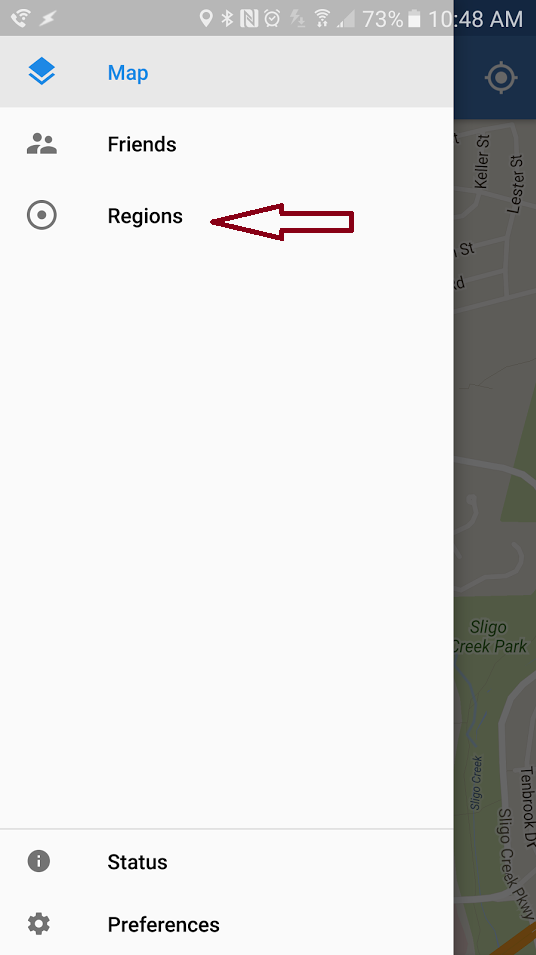 73% 10:48 AM
Map
Friends
Regions
Status
Preferences
Keller St
Lester St
St
Sligo
Creek Park
Sligo Creek
Tenbrook Dr
Sligo Creek Pkwy